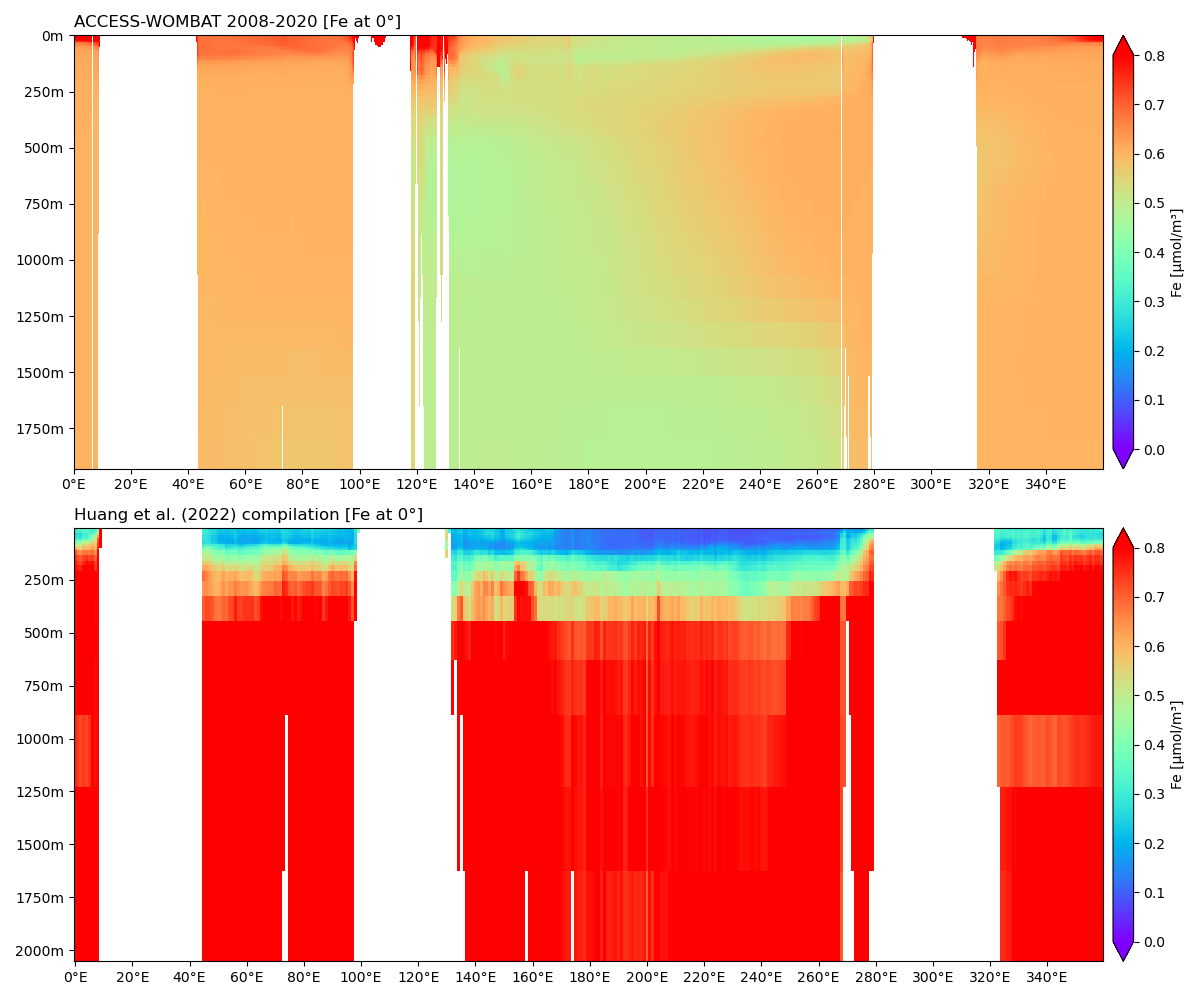 ACCESS-WOMBAT 2008-2020 [Fe at 0°]
0m
250m
500m
750m
1000m
1250m
1500m
1750m
0°E 20°E 40°E 60°E 80°E 100°E 120°E 140°E 160°E 180°E 200°E 220°E 240°E 260°E 280°E 300°E 320°E 340°E
0.8
0.7
0.6
0.5
0.4
0.3
0.2
0.1
0.0
Fe [µmol/m³]
Huang et al. (2022) compilation [Fe at 0°]
250m
500m
750m
1000m
1250m
1500m
1750m
2000m
0°E 20°E 40°E 60°E 80°E 100°E 120°E 140°E 160°E 180°E 200°E 220°E 240°E 260°E 280°E 300°E 320°E 340°E
0.8
0.7
0.6
0.5
0.4
0.3
0.2
0.1
0.0
Fe [µmol/m³]